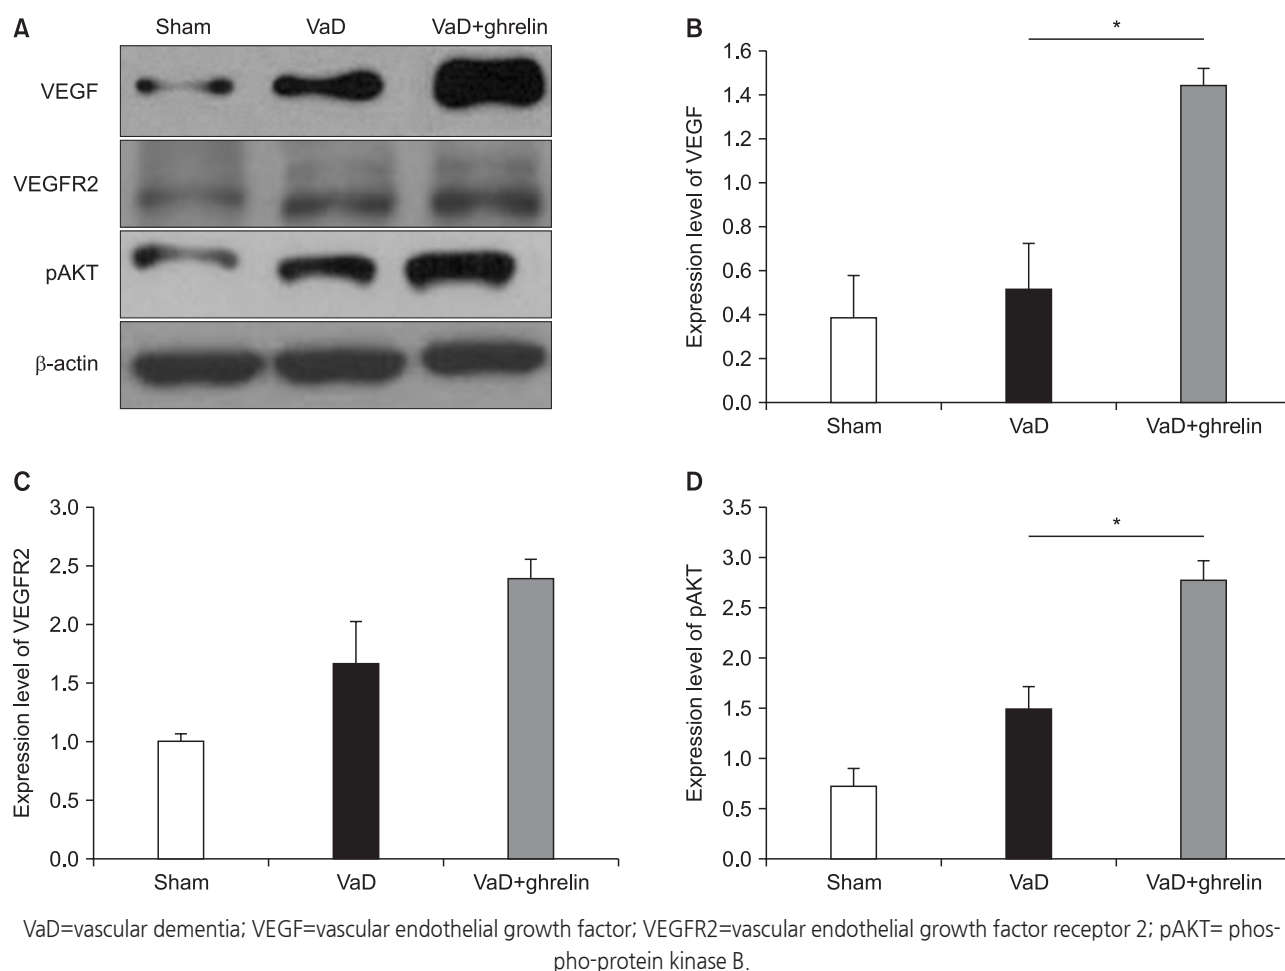 A
Sham VaD VaD+ghrelin
VEGF
VEGFR2
pAKT
β-actin
B
*
Expression level of VEGF
1.6
1.4
1.2
1.0
0.8
0.6
0.4
0.2
0.0
Sham VaD VaD+ghrelin
C
Expression level of VEGFR2
3.0
2.5
2.0
1.5
1.0
0.5
0.0
Sham VaD VaD+ghrelin
D
*
Expression level of pAKT
3.5
3.0
2.5
2.0
1.5
1.0
0.5
0.0
Sham VaD VaD+ghrelin
VaD=vascular dementia; VEGF=vascular endothelial growth factor; VEGFR2=vascular endothelial growth factor receptor 2; pAKT= phos-
pho-protein kinase B.